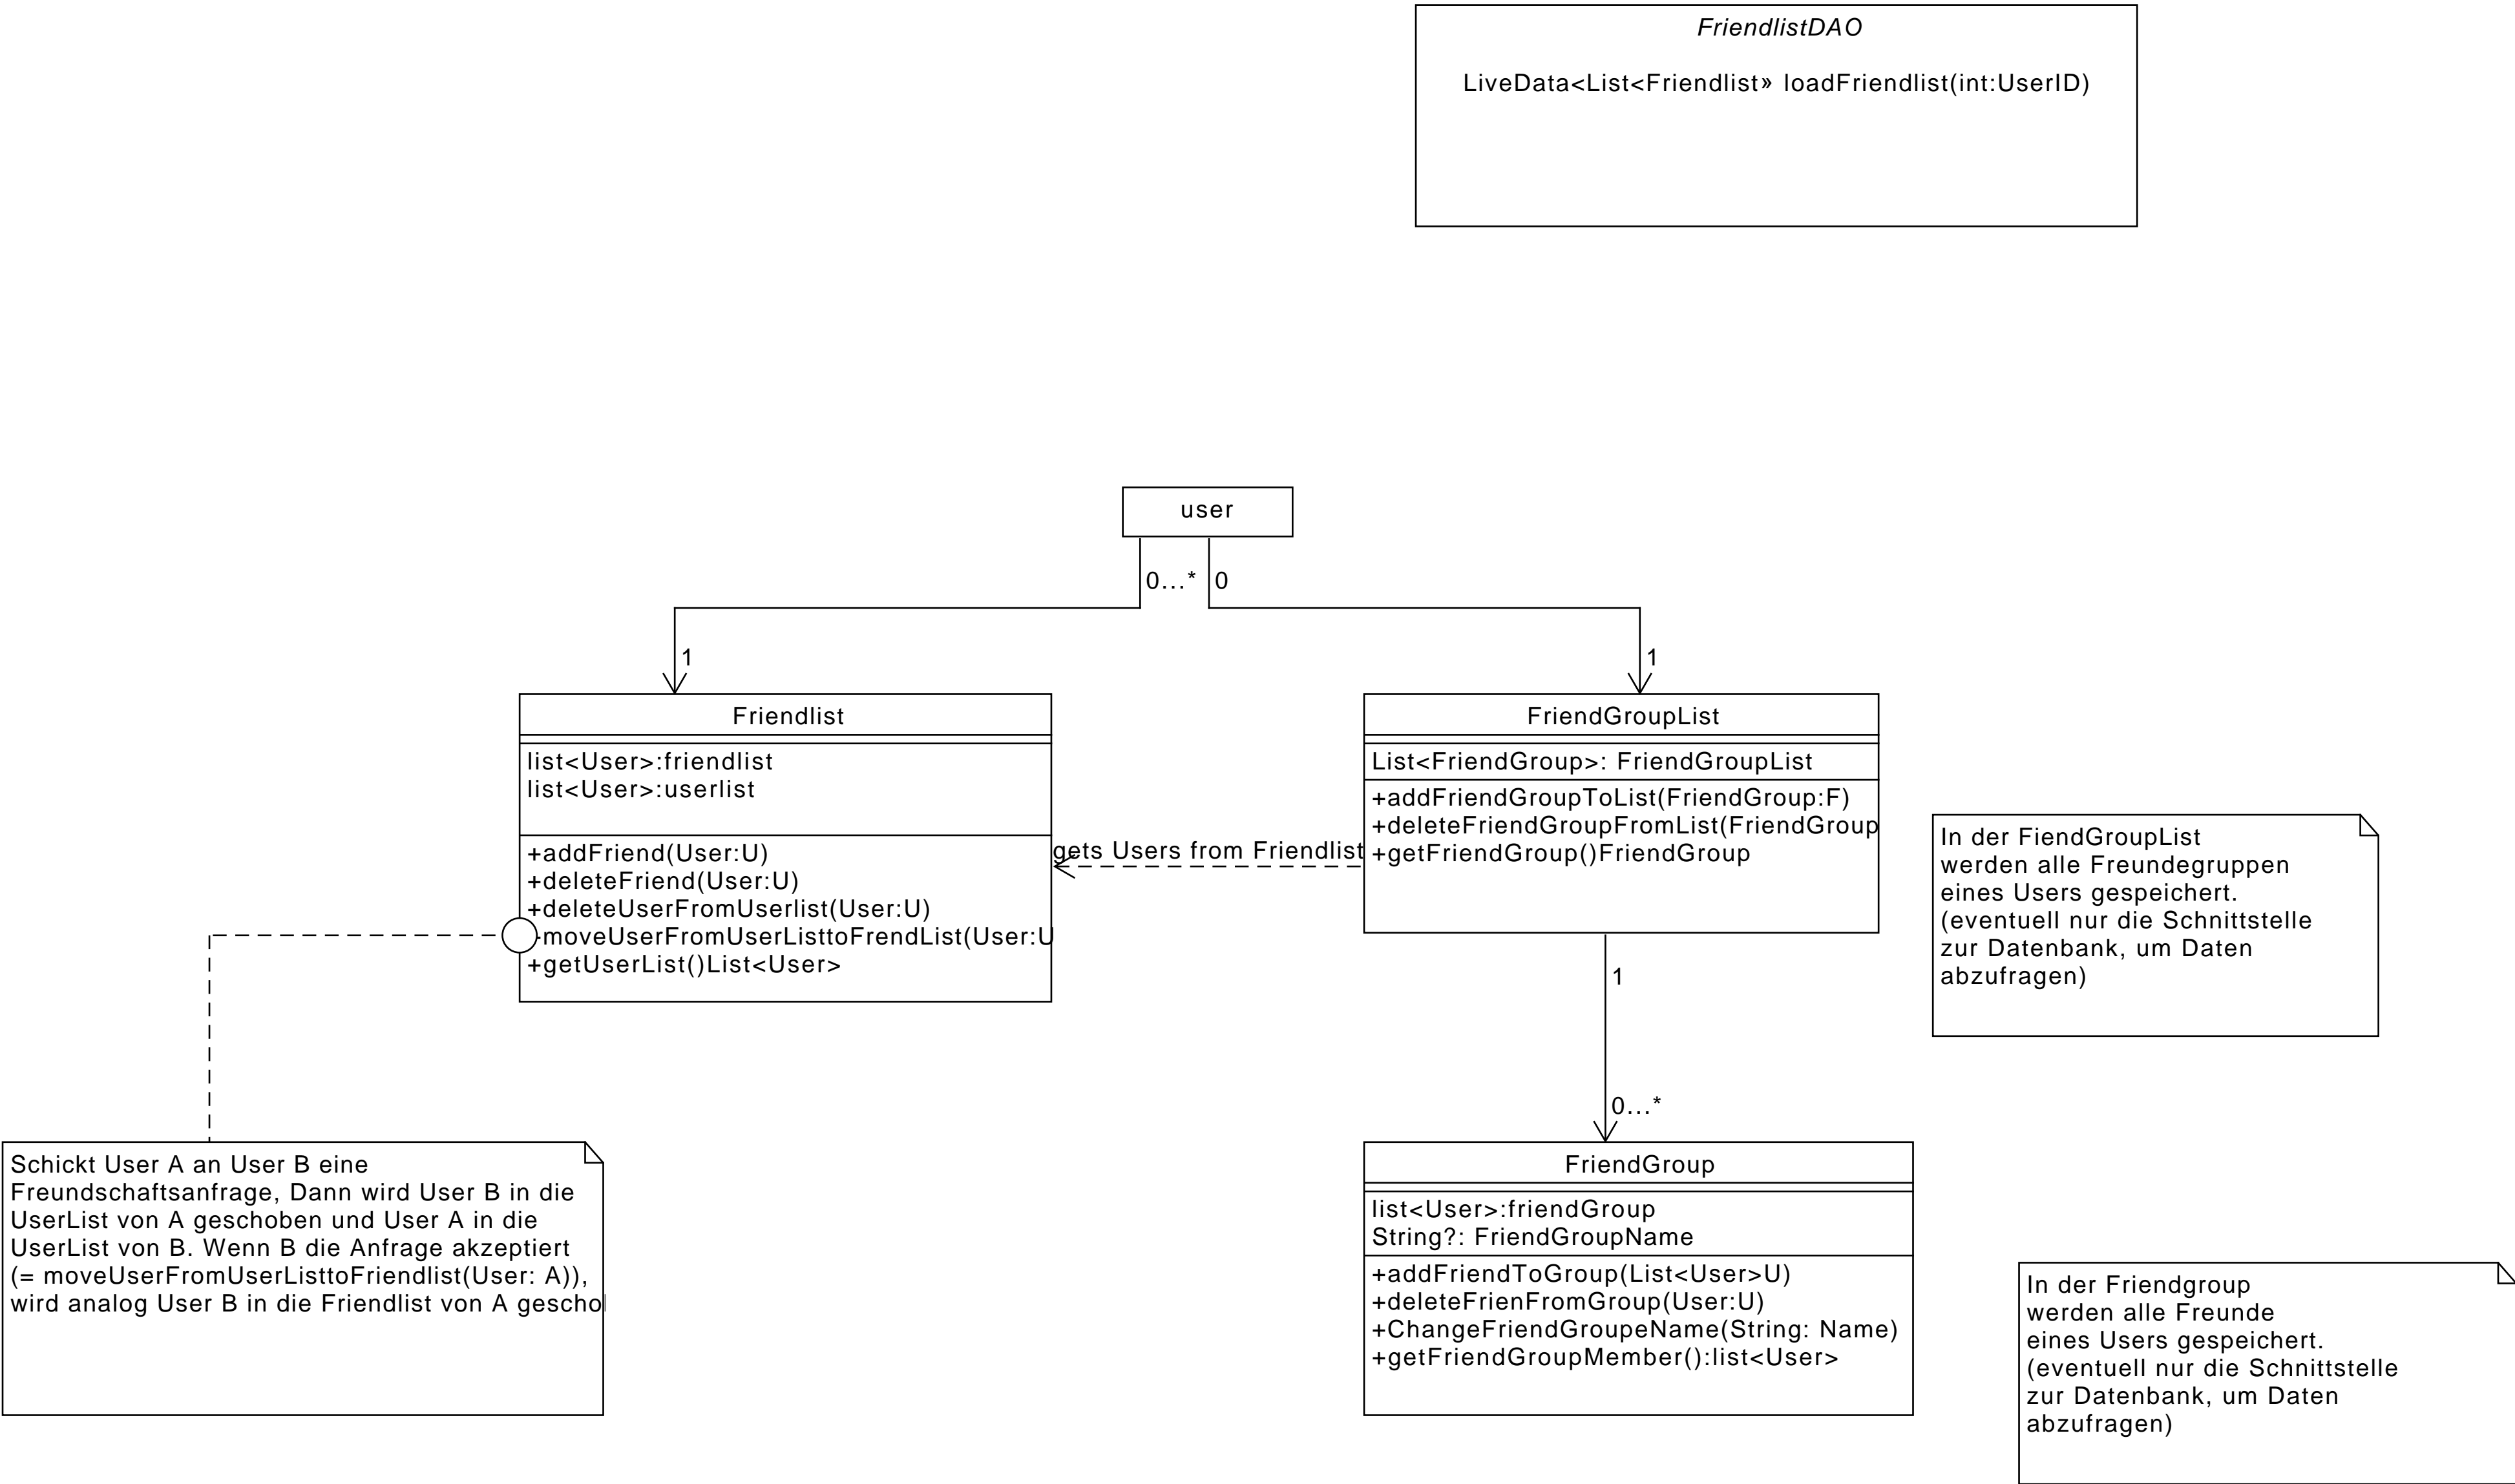 FriendlistDAO
LiveData<List<Friendlist» loadFriendlist(int:UserID)
user
0...*
0
1
1
Friendlist
list<User>:friendlist
list<User>:userlist
+addFriend(User:U)
+deleteFriend(User:U)
+deleteUserFromUserlist(User:U)
-moveUserFromUserListtoFrendList(User:U
+getUserList()List<User>
gets Users from Friendlist
FriendGroupList
List<FriendGroup>: FriendGroupList
+addFriendGroupToList(FriendGroup:F)
+deleteFriendGroupFromList(FriendGroup
+getFriendGroup()FriendGroup
In der FiendGroupList
werden alle Freundegruppen
eines Users gespeichert.
(eventuell nur die Schnittstelle
zur Datenbank, um Daten
abzufragen)
1
0...*
Schickt User A an User B eine
Freundschaftsanfrage, Dann wird User B in die
UserList von A geschoben und User A in die
UserList von B. Wenn B die Anfrage akzeptiert
(= moveUserFromUserListtoFriendlist(User: A)),
wird analog User B in die Friendlist von A gescho
FriendGroup
list<User>:friendGroup
String?: FriendGroupName
+addFriendToGroup(List<User>U)
+deleteFrienFromGroup(User:U)
+ChangeFriendGroupeName(String: Name)
+getFriendGroupMember():list<User>
In der Friendgroup
werden alle Freunde
eines Users gespeichert.
(eventuell nur die Schnittstelle
zur Datenbank, um Daten
abzufragen)